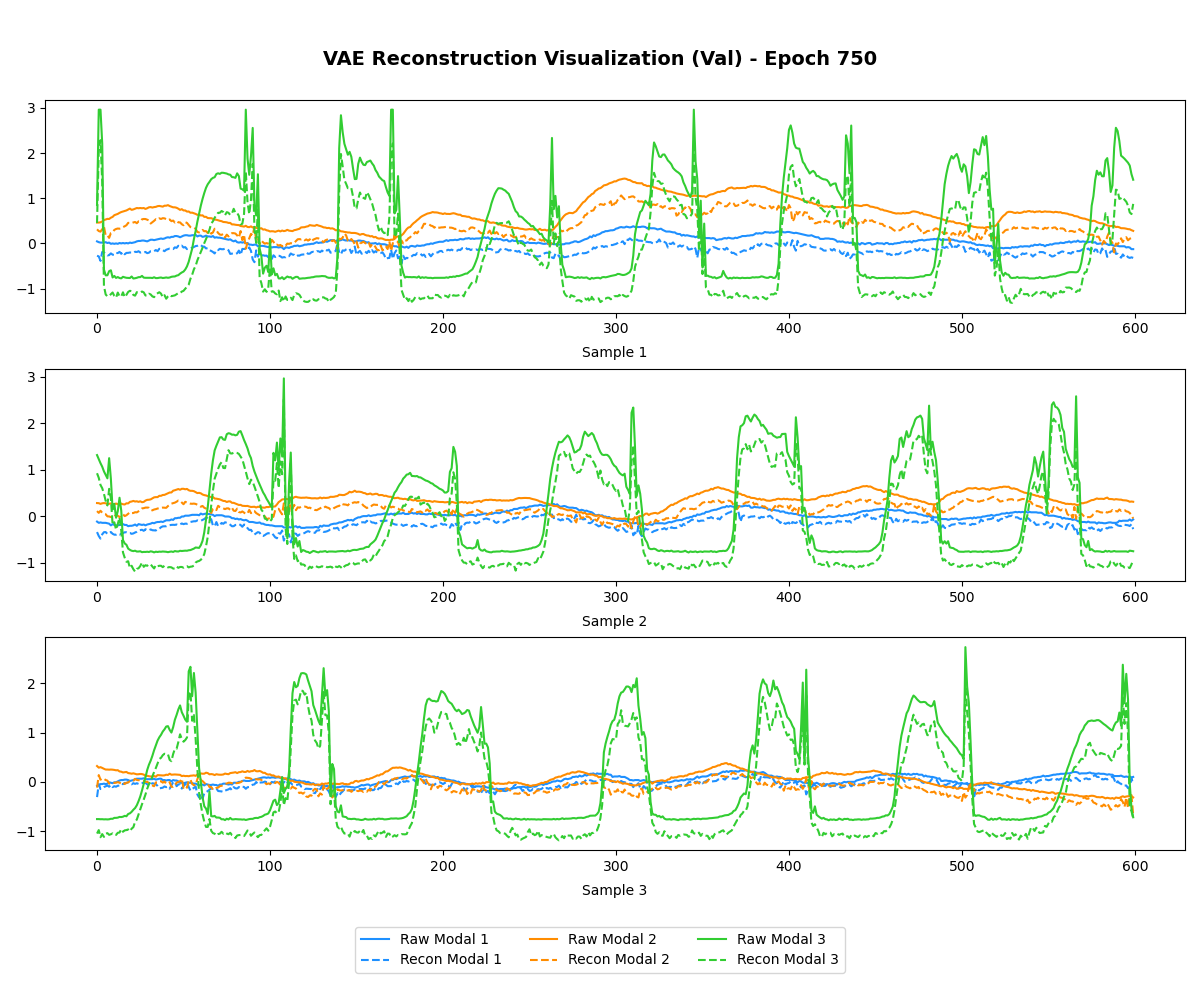 VAE Reconstruction Visualization (Val) - Epoch 750
3
2
1
0
−1
0 100 200 300 400 500 600
Sample 1
3
2
1
0
−1
0 100 200 300 400 500 600
Sample 2
2
1
0
−1
0 100 200 300 400 500 600
Sample 3
Raw Modal 1 Raw Modal 2 Raw Modal 3
Recon Modal 1 Recon Modal 2 Recon Modal 3